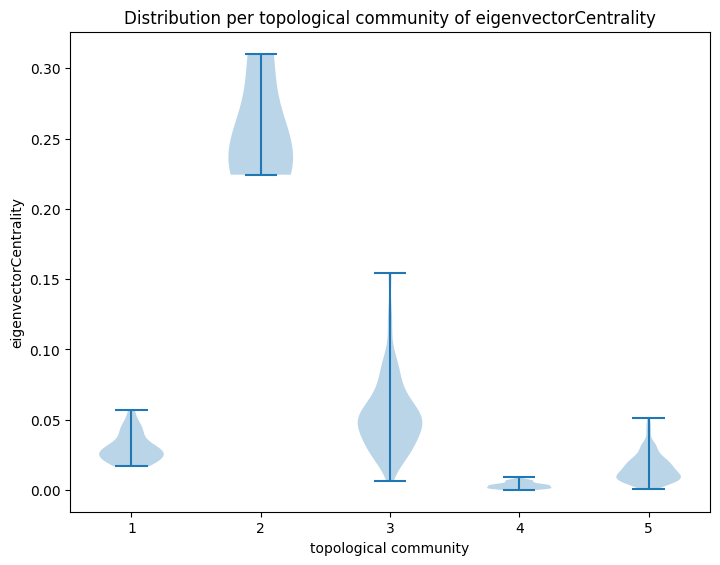 Distribution per topological community of eigenvectorCentrality
0.30
0.25
0.20
0.15
0.10
0.05
0.00
eigenvectorCentrality
1 2 3 4 5
topological community